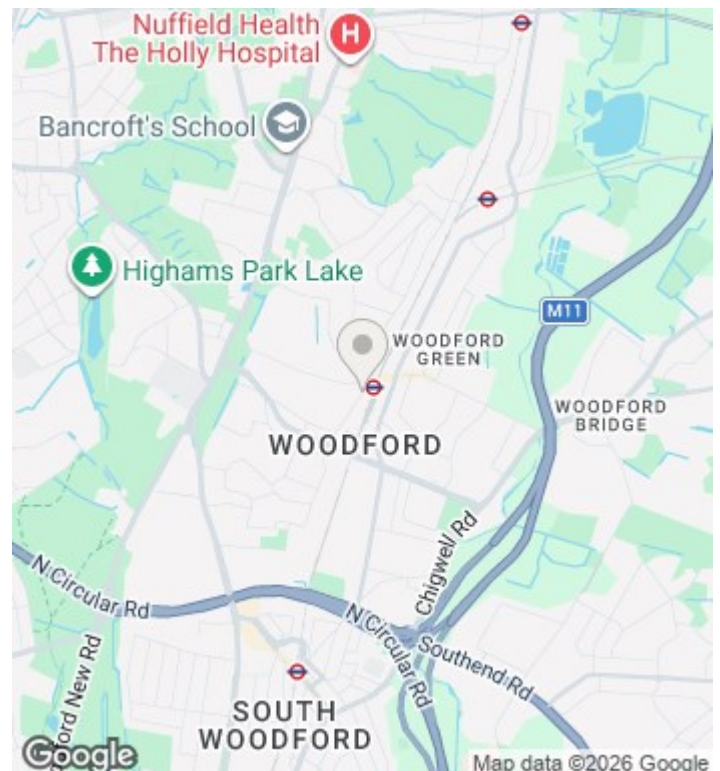 Nuffield Health
The Holly Hospital
H
Bancroft's School
Highams Park Lake
M11
WOODFORD
GREEN
WOODFORD
BRIDGE
WOODFORD
Chigwell Rd
N Circular Rd
N Circular Rd
Southend Rd
dford New Rd
SOUTH
WOODFORD
Google
Map data ©2026 Google